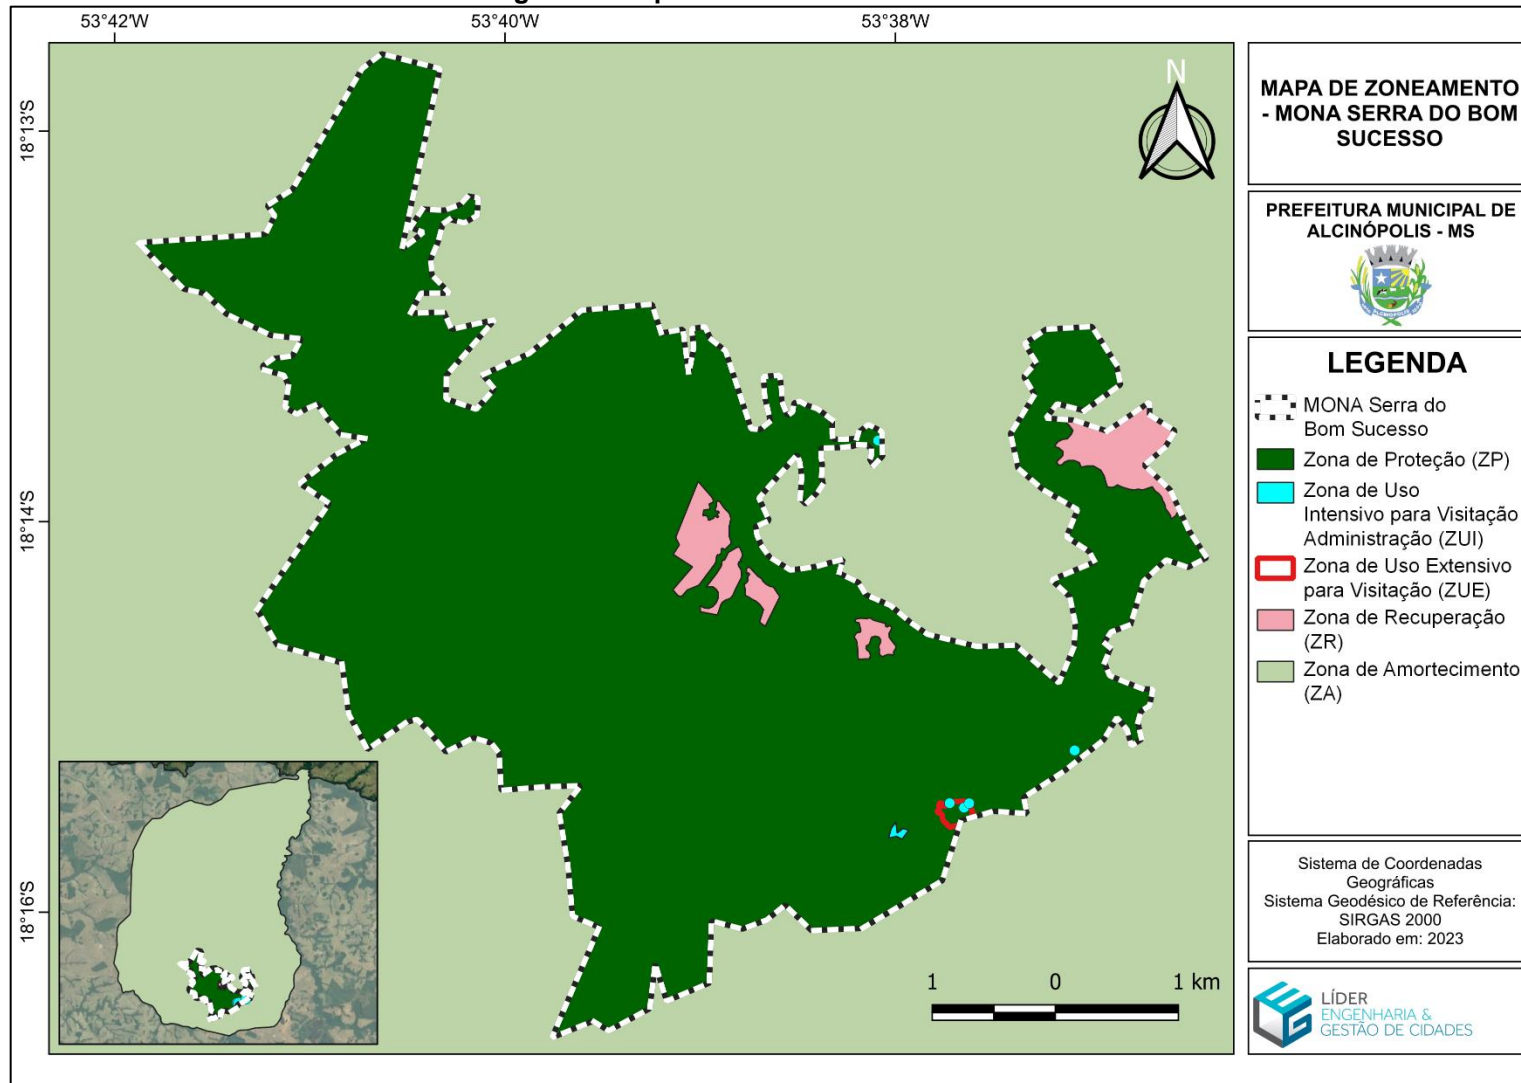 53°42'W
53°40'W
53°38'W
18°13'S
18°14'S
18°16'S
N
1 0 1 km
MAPA DE ZONEAMENTO
- MONA SERRA DO BOM
SUCESSO
PREFEITURA MUNICIPAL DE
ALCINÓPOLIS - MS
ALCINÓPOLIS
LEGENDA
MONA Serra do
Bom Sucesso
Zona de Proteção (ZP)
Zona de Uso
Intensivo para Visitação
Administração (ZUI)
Zona de Uso Extensivo
para Visitação (ZUE)
Zona de Recuperação
(ZR)
Zona de Amortecimento
(ZA)
Sistema de Coordenadas
Geográficas
Sistema Geodésico de Referência:
SIRGAS 2000
Elaborado em: 2023
LÍDER
ENGENHARIA &
GESTÃO DE CIDADES